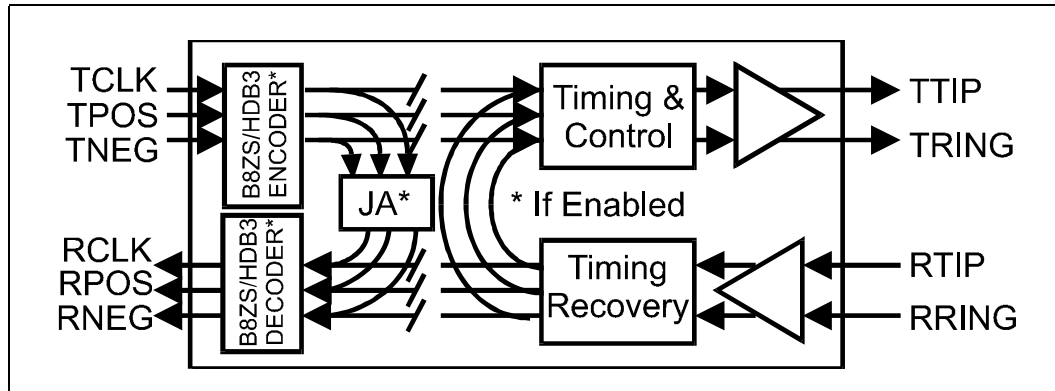 TCLK
TPOS
TNEG
B8ZS/HDB3
ENCODER*
Timing &
Control
TTIP
TRING
JA*
* If Enabled
RCLK
RPOS
RNEG
B8ZS/HDB3
DECODER*
Timing
Recovery
RTIP
RRING